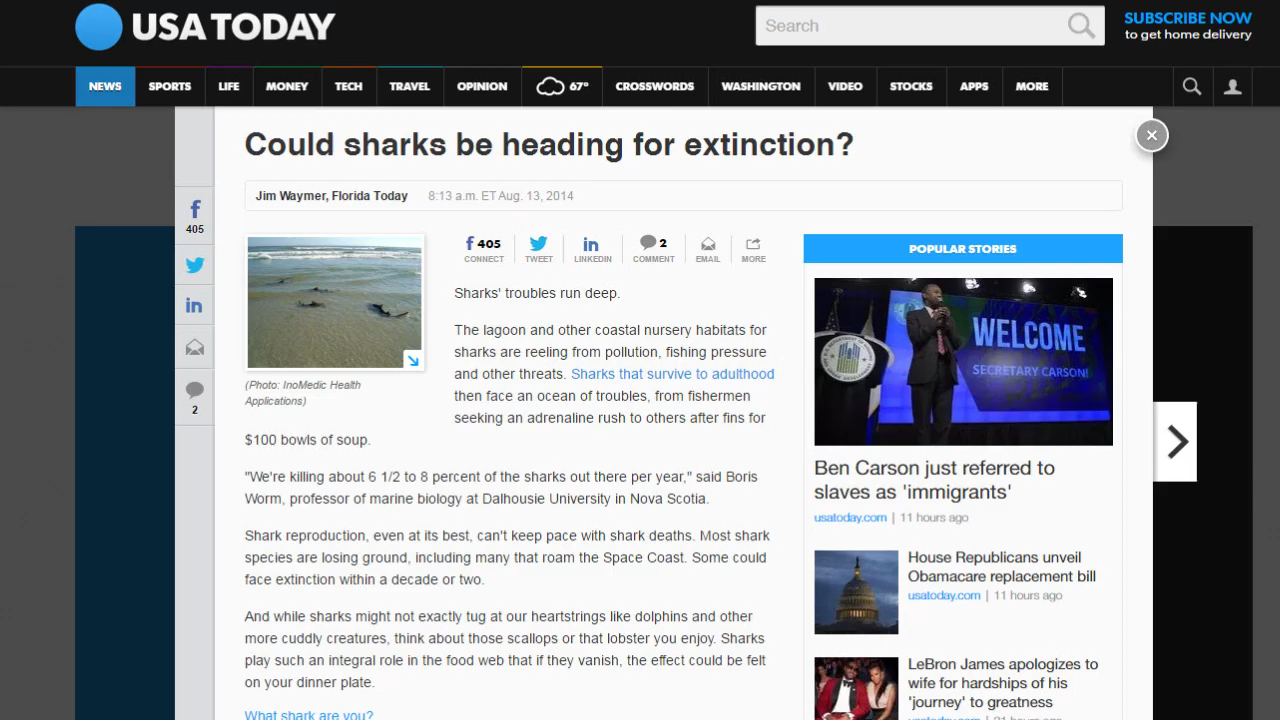 USA TODAY
Search
SUBSCRIBE NOW
to get home delivery
NEWS
SPORTS
LIFE
MONEY
TECH
TRAVEL
OPINION
67°
CROSSWORDS
WASHINGTON
VIDEO
STOCKS
APPS
MORE
Could sharks be heading for extinction?
Jim Waymer, Florida Today
8:13 a.m. ET Aug. 13, 2014
405
2
(Photo: InoMedic Health
Applications)
405
CONNECT
TWEET
LINKEDIN
2
COMMENT
EMAIL
MORE
Sharks' troubles run deep.
The lagoon and other coastal nursery habitats for
sharks are reeling from pollution, fishing pressure
and other threats. Sharks that survive to adulthood
then face an ocean of troubles, from fishermen
seeking an adrenaline rush to others after fins for
$100 bowls of soup.
"We're killing about 6 1/2 to 8 percent of the sharks out there per year," said Boris
Worm, professor of marine biology at Dalhousie University in Nova Scotia.
Shark reproduction, even at its best, can't keep pace with shark deaths. Most shark
species are losing ground, including many that roam the Space Coast. Some could
face extinction within a decade or two.
And while sharks might not exactly tug at our heartstrings like dolphins and other
more cuddly creatures, think about those scallops or that lobster you enjoy. Sharks
play such an integral role in the food web that if they vanish, the effect could be felt
on your dinner plate.
What shark are you?
POPULAR STORIES
WELCOME
SECRETARY CARSON!
Ben Carson just referred to
slaves as 'immigrants'
usatoday.com | 11 hours ago
House Republicans unveil
Obamacare replacement bill
usatoday.com | 11 hours ago
LeBron James apologizes to
wife for hardships of his
'journey' to greatness